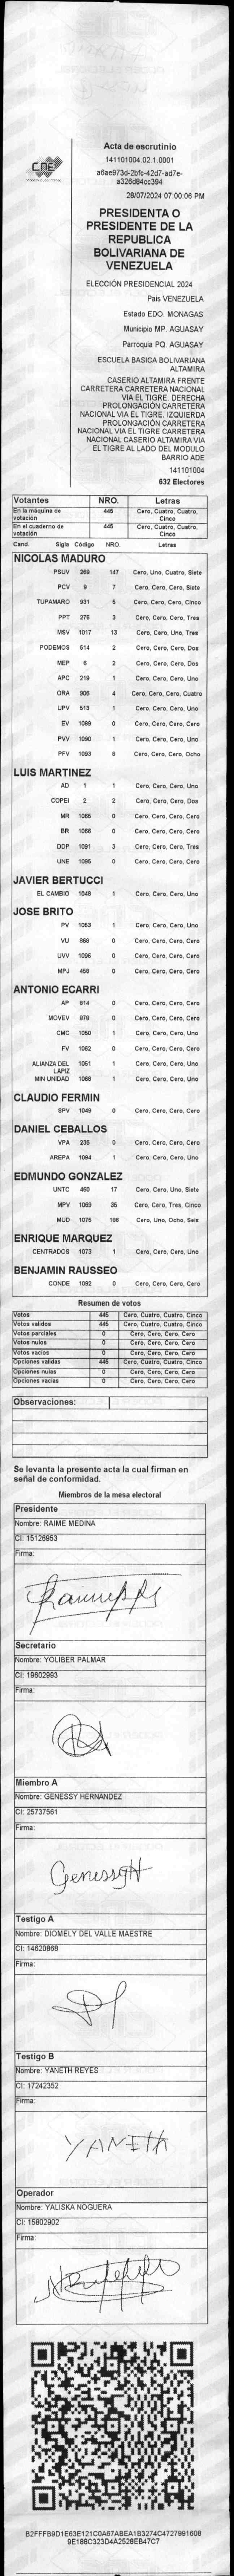 CNE
Acta de escrutinio
141101004.02.1.0001
a6ae973d-2bfc-42d7-ad7e-
a326d84cc394
28/07/2024 07:00:06 PM
PRESIDENTA O
PRESIDENTE DE LA
REPUBLICA
BOLIVARIANA DE
VENEZUELA
ELECCIÓN PRESIDENCIAL 2024
País VENEZUELA
Estado EDO. MONAGAS
Municipio MP. AGUASAY
Parroquia PQ. AGUASAY
ESCUELA BASICA BOLIVARIANA
ALTAMIRA
CASERIO ALTAMIRA FRENTE
CARRETERA CARRETERA NACIONAL
VIA EL TIGRE. DERECHA
PROLONGACIÓN CARRETERA
NACIONAL VIA EL TIGRE. IZQUIERDA
PROLONGACIÓN CARRETERA
NACIONAL VIA EL TIGRE CARRETERA
NACIONAL CASERIO ALTAMIRA VIA
EL TIGRE AL LADO DEL MODULO
BARRIO ADE
141101004
632 Electores
Votantes NRO. Letras
En la máquina de votación 445 Cero, Cuatro, Cuatro, Cinco
En el cuaderno de votación 445 Cero, Cuatro, Cuatro, Cinco
Cand. Sigla Código NRO. Letras
NICOLAS MADURO
PSUV 269 147 Cero, Uno, Cuatro, Siete
PCV 9 7 Cero, Cero, Cero, Siete
TUPAMARO 931 5 Cero, Cero, Cero, Cinco
PPT 276 3 Cero, Cero, Cero, Tres
MSV 1017 13 Cero, Cero, Uno, Tres
PODEMOS 514 2 Cero, Cero, Cero, Dos
MEP 6 2 Cero, Cero, Cero, Dos
APC 219 1 Cero, Cero, Cero, Uno
ORA 906 4 Cero, Cero, Cero, Cuatro
UPV 513 1 Cero, Cero, Cero, Uno
EV 1089 0 Cero, Cero, Cero, Cero
PVV 1090 1 Cero, Cero, Cero, Uno
PFV 1093 8 Cero, Cero, Cero, Ocho
LUIS MARTINEZ
AD 1 1 Cero, Cero, Cero, Uno
COPEI 2 2 Cero, Cero, Cero, Dos
MR 1065 0 Cero, Cero, Cero, Cero
BR 1066 0 Cero, Cero, Cero, Cero
DDP 1091 3 Cero, Cero, Cero, Tres
UNE 1095 0 Cero, Cero, Cero, Cero
JAVIER BERTUCCI
EL CAMBIO 1048 1 Cero, Cero, Cero, Uno
JOSE BRITO
PV 1053 1 Cero, Cero, Cero, Uno
VU 968 0 Cero, Cero, Cero, Cero
UVV 1096 0 Cero, Cero, Cero, Cero
MPJ 459 0 Cero, Cero, Cero, Cero
ANTONIO ECARRI
AP 914 0 Cero, Cero, Cero, Cero
MOVEV 979 0 Cero, Cero, Cero, Cero
CMC 1050 1 Cero, Cero, Cero, Uno
FV 1062 0 Cero, Cero, Cero, Cero
ALIANZA DEL LAPIZ 1051 1 Cero, Cero, Cero, Uno
MIN UNIDAD 1068 1 Cero, Cero, Cero, Uno
CLAUDIO FERMIN
SPV 1049 0 Cero, Cero, Cero, Cero
DANIEL CEBALLOS
VPA 236 0 Cero, Cero, Cero, Cero
AREPA 1094 1 Cero, Cero, Cero, Uno
EDMUNDO GONZALEZ
UNTC 460 17 Cero, Cero, Uno, Siete
MPV 1069 35 Cero, Cero, Tres, Cinco
MUD 1075 186 Cero, Uno, Ocho, Seis
ENRIQUE MARQUEZ
CENTRADOS 1073 1 Cero, Cero, Cero, Uno
BENJAMIN RAUSSEO
CONDE 1092 0 Cero, Cero, Cero, Cero
Resumen de votos
Votos 445 Cero, Cuatro, Cuatro, Cinco
Votos validos 445 Cero, Cuatro, Cuatro, Cinco
Votos parciales 0 Cero, Cero, Cero, Cero
Votos nulos 0 Cero, Cero, Cero, Cero
Votos vacios 0 Cero, Cero, Cero, Cero
Opciones validas 445 Cero, Cuatro, Cuatro, Cinco
Opciones nulas 0 Cero, Cero, Cero, Cero
Opciones vacias 0 Cero, Cero, Cero, Cero
Observaciones:
Se levanta la presente acta la cual firman en
señal de conformidad.
Miembros de la mesa electoral
Presidente
Nombre: RAIME MEDINA
CI: 15126953
Firma:
Secretario
Nombre: YOLIBER PALMAR
CI: 19602993
Firma:
Miembro A
Nombre: GENESSY HERNANDEZ
CI: 25737561
Firma:
GenessyH
Testigo A
Nombre: DIOMELY DEL VALLE MAESTRE
CI: 14620868
Firma:
Testigo B
Nombre: YANETH REYES
CI: 17242352
Firma:
YANETH
Operador
Nombre: YALISKA NOGUERA
CI: 15802902
Firma:
B2FFFB9D1E63E121C0A67ABEA1B3274C4727991608
9E188C323D4A2528EB47C7